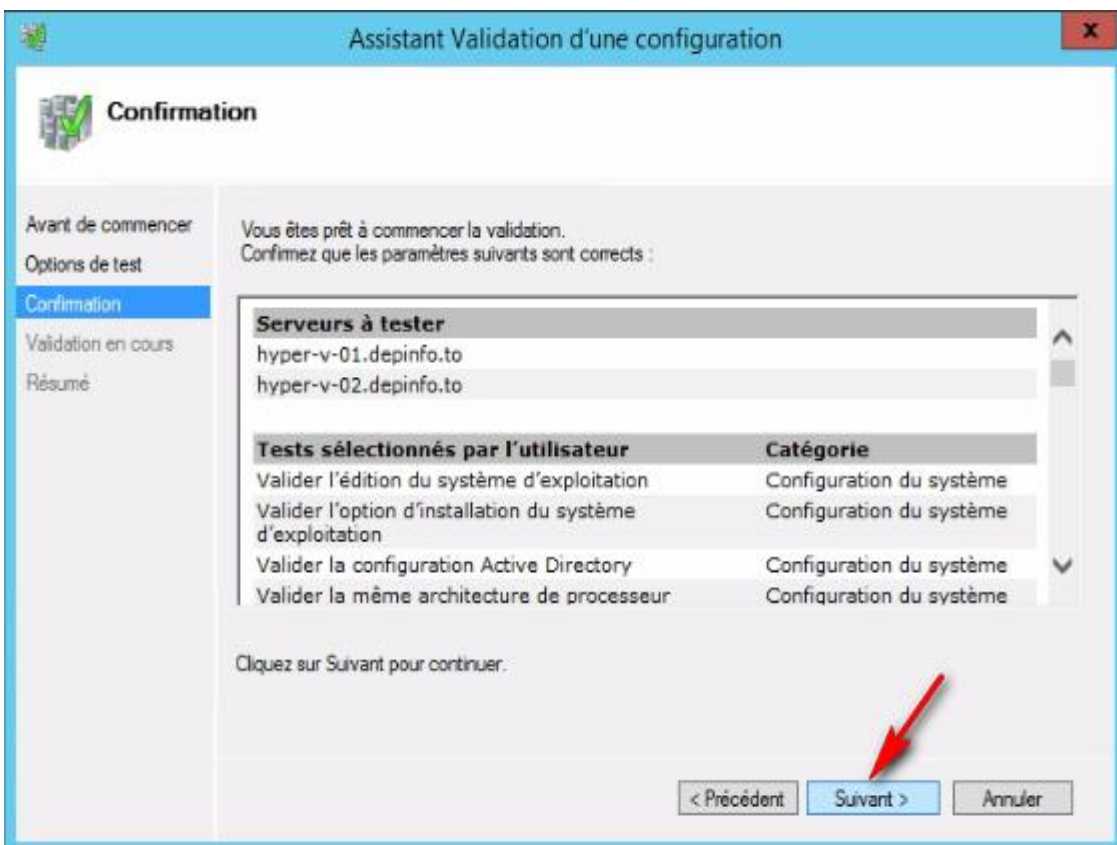 Assistant Validation d'une configuration
x
Confirmation
Avant de commencer
Options de test
Confirmation
Validation en cours
Résumé
Vous êtes prêt à commencer la validation.
Confirmez que les paramètres suivants sont corrects :
Serveurs à tester
hyper-v-01.depinfo.to
hyper-v-02.depinfo.to
Tests sélectionnés par l'utilisateur Catégorie
Valider l'édition du système d'exploitation Configuration du système
Valider l'option d'installation du système Configuration du système
d'exploitation
Valider la configuration Active Directory Configuration du système
Valider la même architecture de processeur Configuration du système
Cliquez sur Suivant pour continuer.
< Précédent Suivant > Annuler